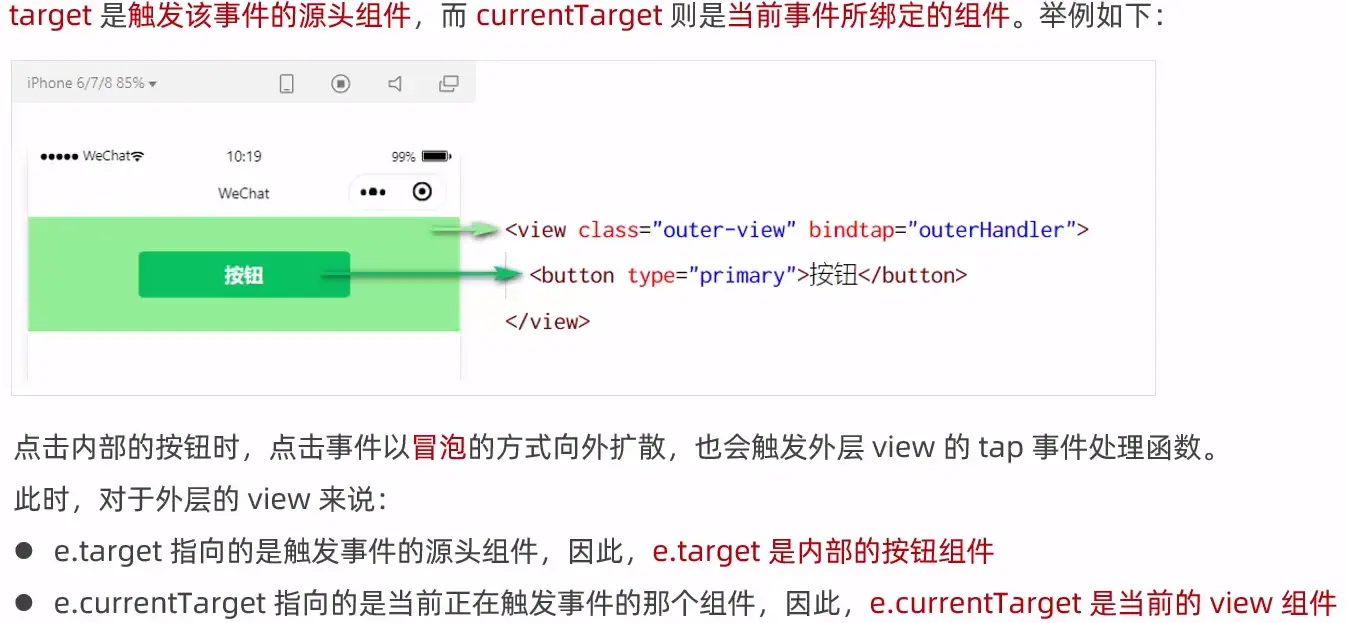 target 是触发该事件的源头组件，而 currentTarget 则是当前事件所绑定的组件。举例如下：
iPhone 6/7/8 85%
WeChat 10:19 99%
WeChat
<view class="outer-view" bindtap="outerHandler">
按钮 <button type="primary">按钮</button>
</view>
点击内部的按钮时，点击事件以冒泡的方式向外扩散，也会触发外层 view 的 tap 事件处理函数。
此时，对于外层的 view 来说：
● e.target 指向的是触发事件的源头组件，因此，e.target 是内部的按钮组件
● e.currentTarget 指向的是当前正在触发事件的那个组件，因此，e.currentTarget 是当前的 view 组件